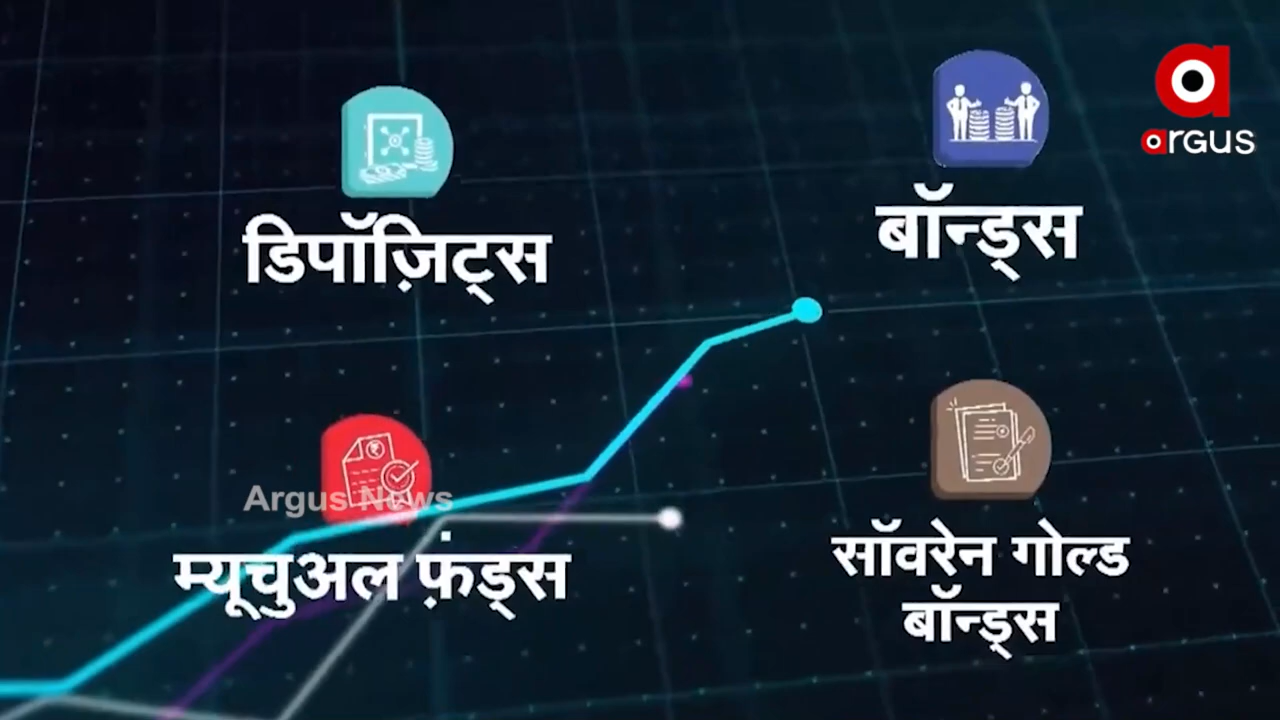 डिपॉज़िट्स
बॉन्ड्स
argus
Argus News
म्यूचुअल फ़ंड्स
सॉवरेन गोल्ड
बॉन्ड्स